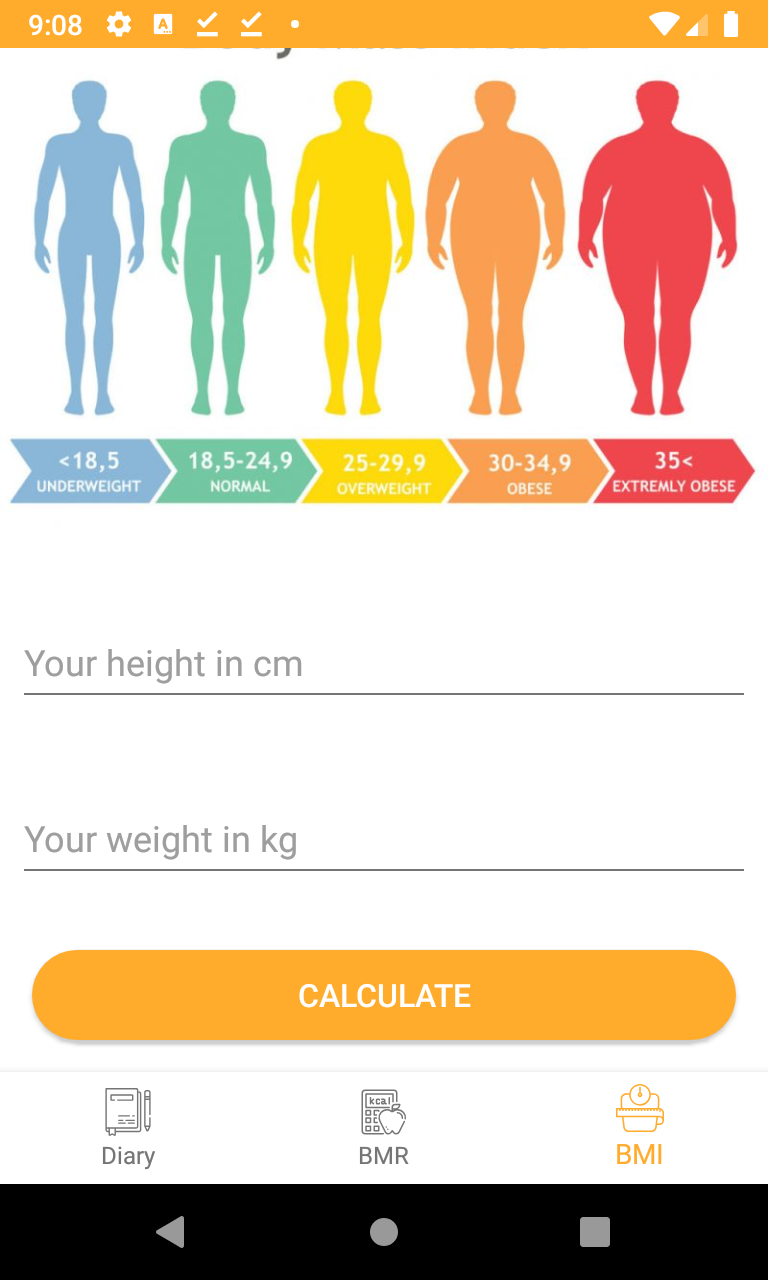 9:08
<18,5
UNDERWEIGHT
18,5-24,9
NORMAL
25-29,9
OVERWEIGHT
30-34,9
OBESE
35<
EXTREMLY OBESE
Your height in cm
Your weight in kg
CALCULATE
kcal
Diary
BMR
BMI